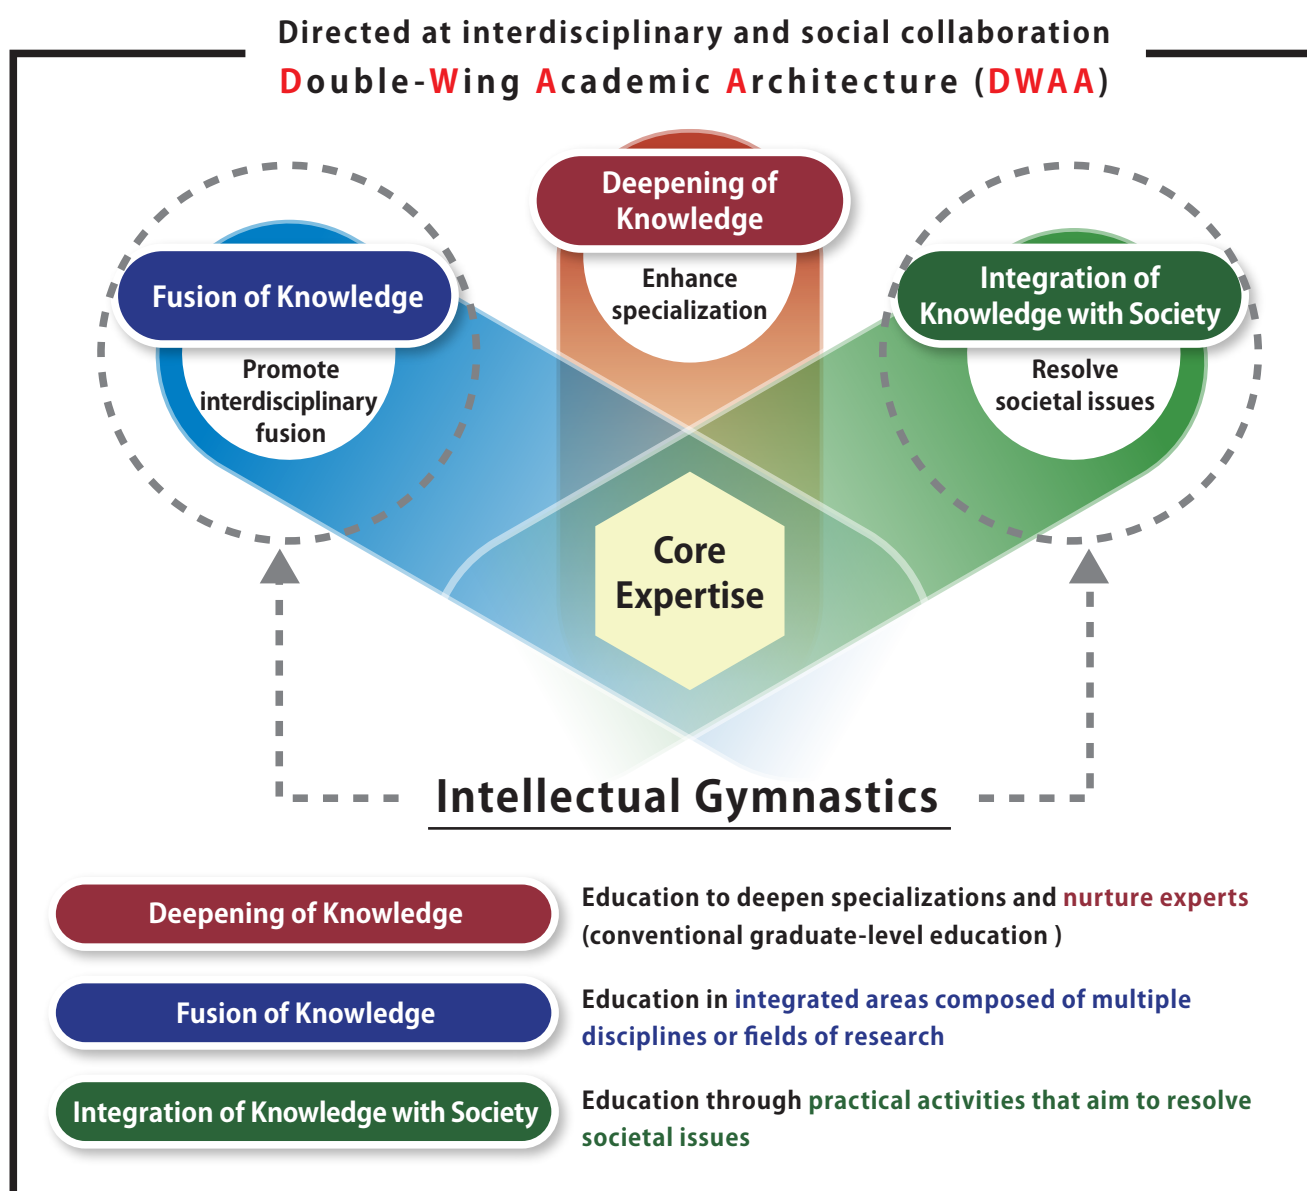 Directed at interdisciplinary and social collaboration
Double-Wing Academic Architecture (DWAA)
Deepening of
Knowledge
Enhance
specialization
Fusion of Knowledge
Promote
interdisciplinary
fusion
Integration of
Knowledge with Society
Resolve
societal issues
Core
Expertise
Intellectual Gymnastics
Deepening of Knowledge
Education to deepen specializations and nurture experts
(conventional graduate-level education )
Fusion of Knowledge
Education in integrated areas composed of multiple
disciplines or fields of research
Integration of Knowledge with Society
Education through practical activities that aim to resolve
societal issues